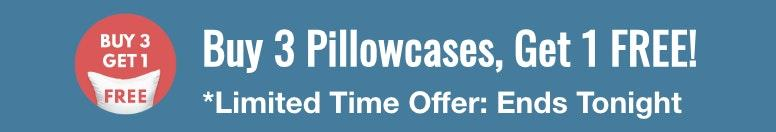 BUY 3
GET 1
FREE
Buy 3 Pillowcases, Get 1 FREE!
*Limited Time Offer: Ends Tonight